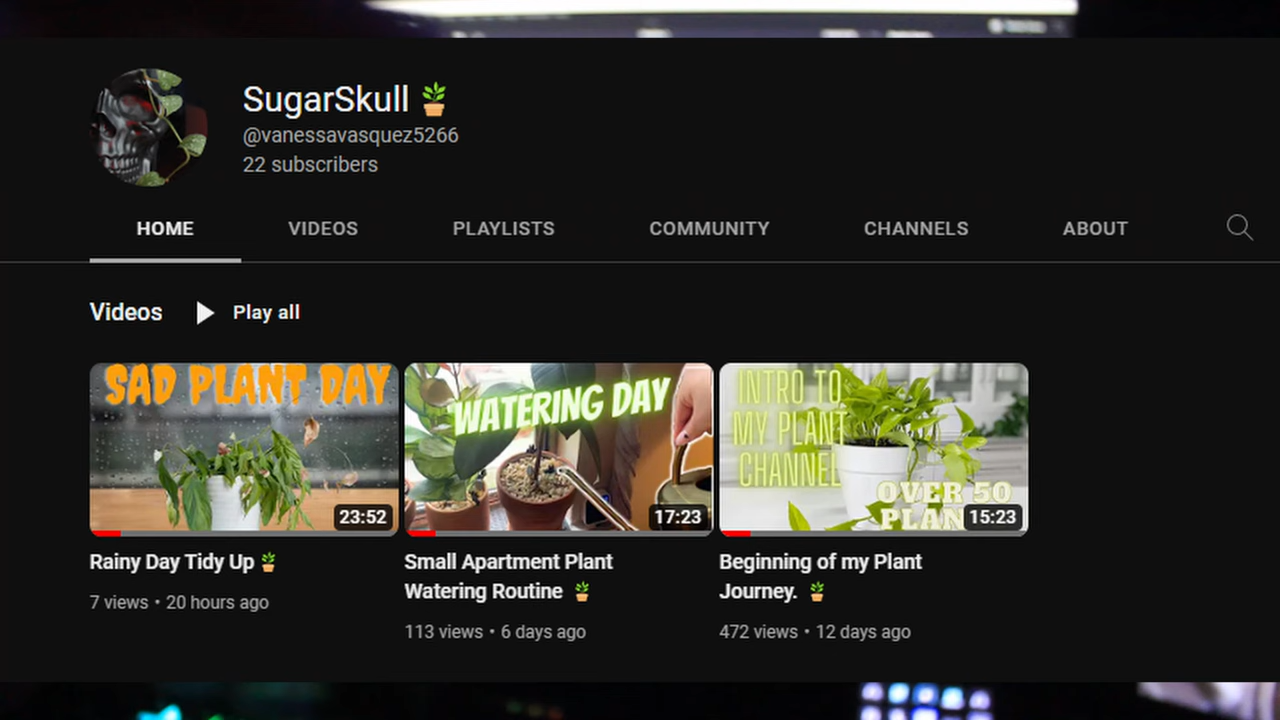 SugarSkull 🪴
@vanessavasquez5266
22 subscribers
HOME VIDEOS PLAYLISTS COMMUNITY CHANNELS ABOUT
Videos Play all
SAD PLANT DAY
23:52
Rainy Day Tidy Up 🪴
7 views • 20 hours ago
WATERING DAY
17:23
Small Apartment Plant
Watering Routine 🪴
113 views • 6 days ago
INTRO TO
MY PLANT
CHANNEL
OVER 50
PLAN
15:23
Beginning of my Plant
Journey. 🪴
472 views • 12 days ago